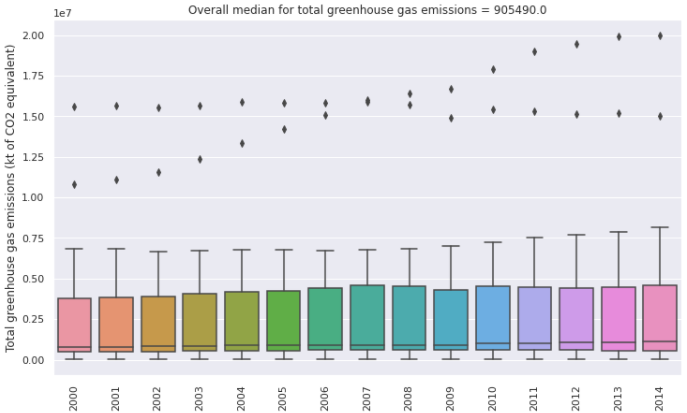 Overall median for total greenhouse gas emissions = 905490.0
1e7
Total greenhouse gas emissions (kt of CO2 equivalent)
2.00
1.75
1.50
1.25
1.00
0.75
0.50
0.25
0.00
2000 2001 2002 2003 2004 2005 2006 2007 2008 2009 2010 2011 2012 2013 2014